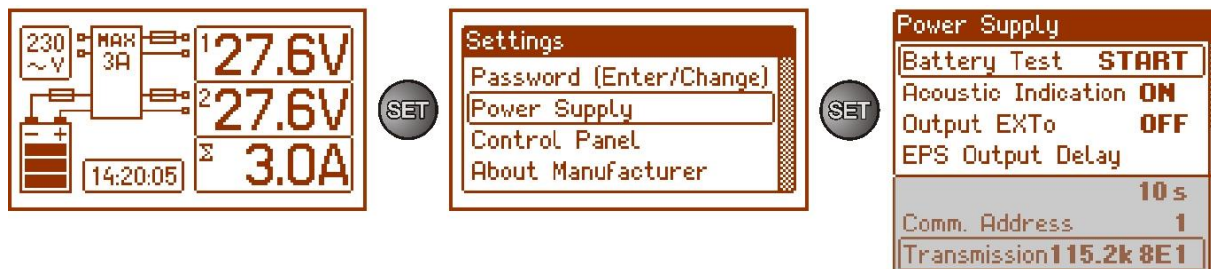 230
~ V
MAX
3A
1 27.6V
2 27.6V
Σ 3.0A
- +
14:20:05
SET
Settings
Password (Enter/Change)
Power Supply
Control Panel
About Manufacturer
SET
Power Supply
Battery Test START
Acoustic Indication ON
Output EXTo OFF
EPS Output Delay
10 s
Comm. Address 1
Transmission 115.2k 8E1